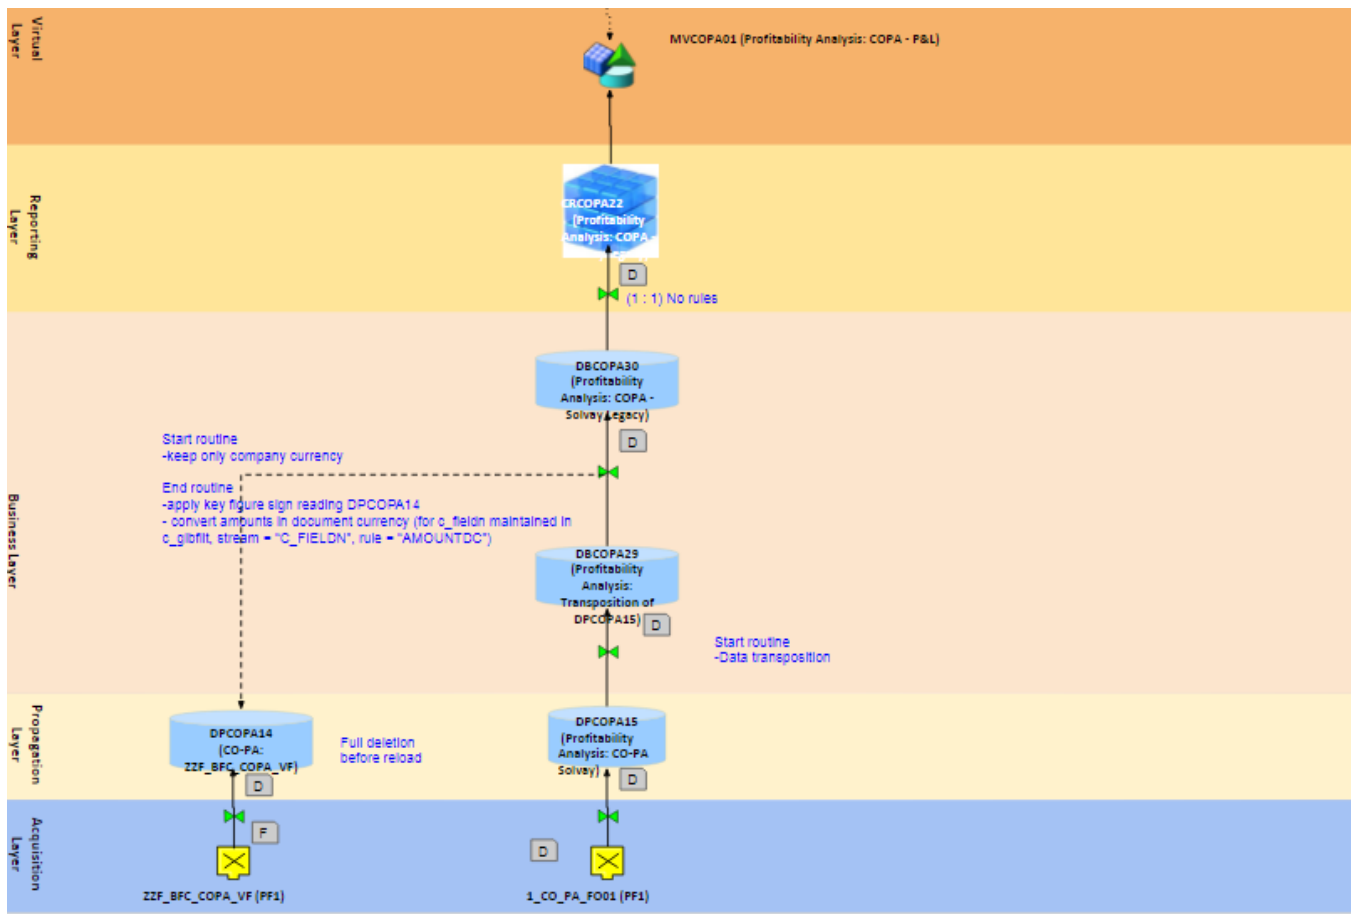 Virtual
Layer
MVCOPA01 (Profitability Analysis: COPA - P&L)
Reporting
Layer
CRCOPA22
(Profitability
Analysis: COPA -
D
(1 : 1) No rules
Business Layer
DBCOPA30
(Profitability
Analysis: COPA -
Solvay Legacy)
D
Start routine
-keep only company currency
End routine
-apply key figure sign reading DPCOPA14
- convert amounts in document currency (for c_fieldn maintained in
c_glbfilt, stream = "C_FIELDN", rule = "AMOUNTDC")
DBCOPA29
(Profitability
Analysis:
Transposition of
DPCOPA15)
D
Start routine
-Data transposition
Propagation
Layer
DPCOPA14
(CO-PA:
ZZF_BFC_COPA_VF)
D
Full deletion
before reload
DPCOPA15
(Profitability
Analysis: CO-PA
Solvay)
D
Acquisition
Layer
F
ZZF_BFC_COPA_VF (PF1)
D
1_CO_PA_FO01 (PF1)